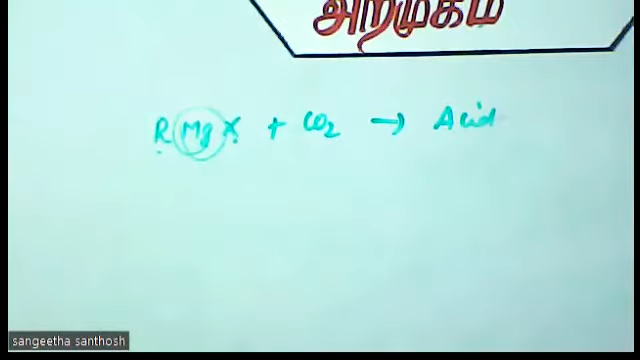 அறிமுகம்
RMgX + CO2 → Acid
sangeetha santhosh